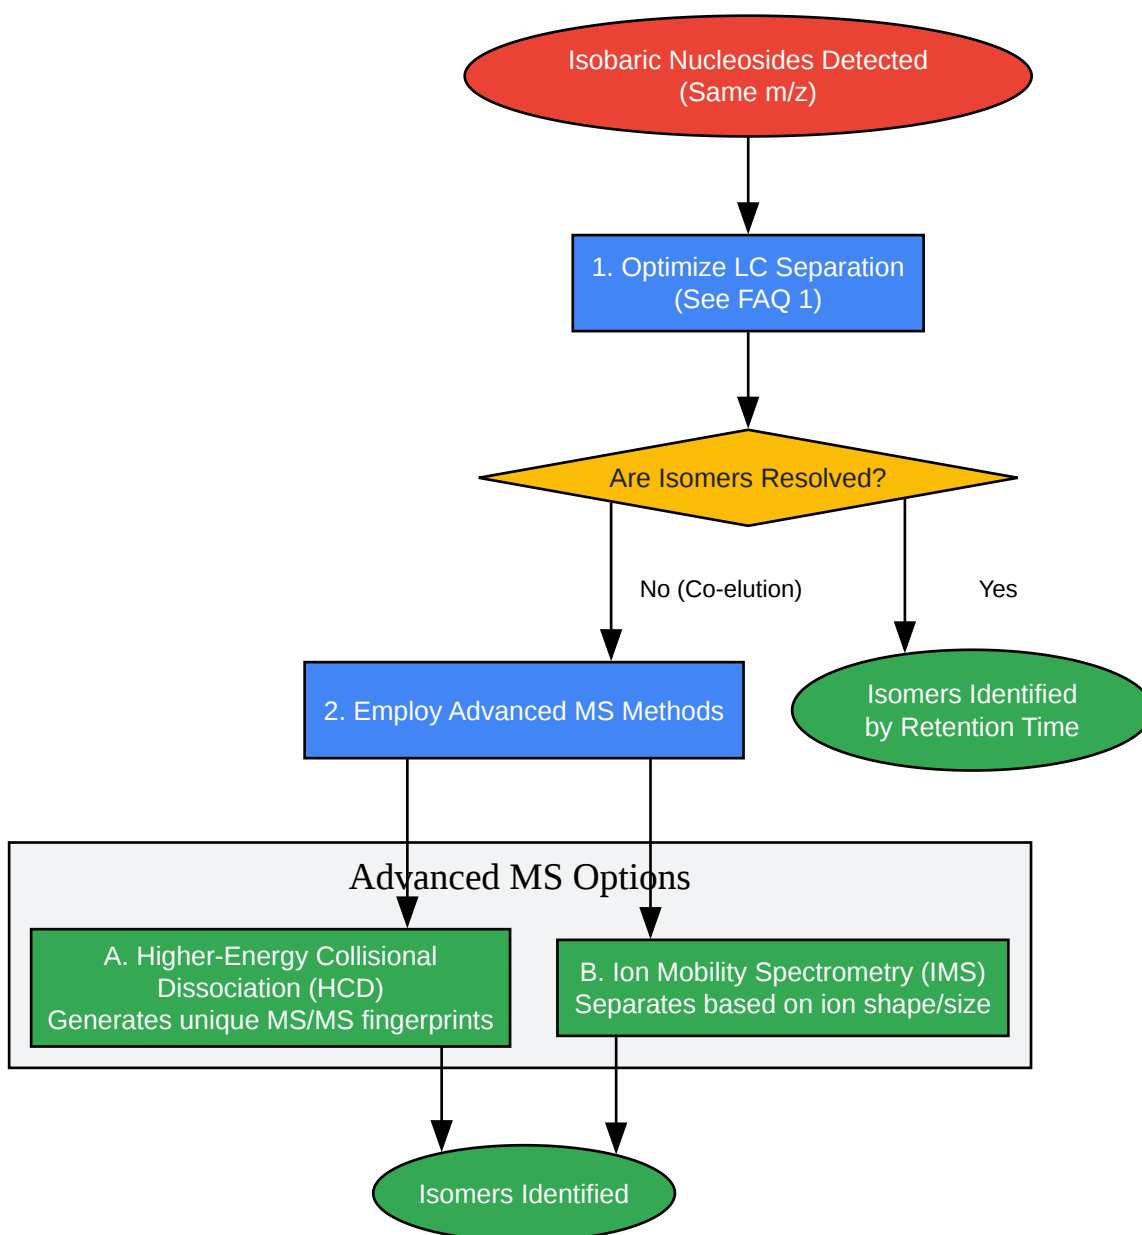 Isobaric Nucleosides Detected
(Same m/z)
1. Optimize LC Separation
(See FAQ 1)
Are Isomers Resolved?
No (Co-elution)
Yes
2. Employ Advanced MS Methods
Isomers Identified
by Retention Time
Advanced MS Options
A. Higher-Energy Collisional
Dissociation (HCD)
Generates unique MS/MS fingerprints
B. Ion Mobility Spectrometry (IMS)
Separates based on ion shape/size
Isomers Identified